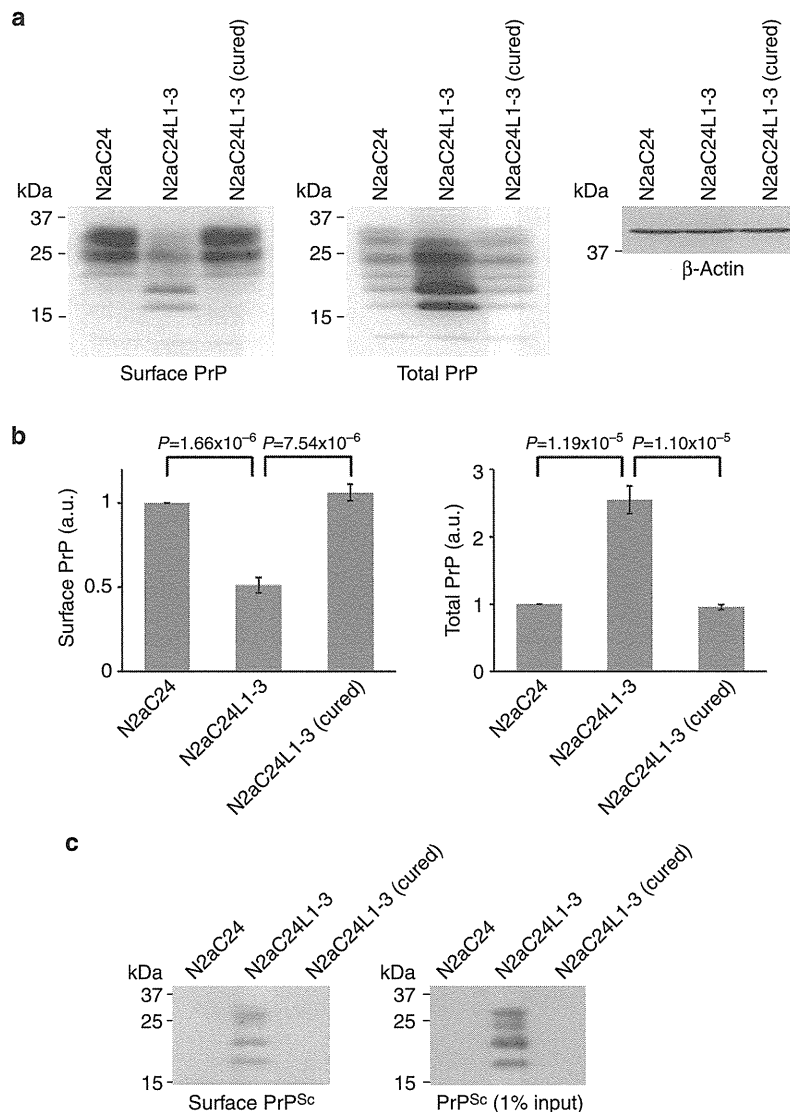 a
N2aC24
N2aC24L1-3
N2aC24L1-3 (cured)
kDa
37
25
15
Surface PrP
N2aC24
N2aC24L1-3
N2aC24L1-3 (cured)
kDa
37
25
15
Total PrP
N2aC24
N2aC24L1-3
N2aC24L1-3 (cured)
kDa
37
β-Actin
b
P=1.66x10⁻⁶ P=7.54x10⁻⁶
Surface PrP (a.u.)
1
0.5
0
N2aC24
N2aC24L1-3
N2aC24L1-3 (cured)
P=1.19x10⁻⁵ P=1.10x10⁻⁵
Total PrP (a.u.)
3
2
1
0
N2aC24
N2aC24L1-3
N2aC24L1-3 (cured)
c
N2aC24
N2aC24L1-3
N2aC24L1-3 (cured)
kDa
37
25
15
Surface PrPSc
N2aC24
N2aC24L1-3
N2aC24L1-3 (cured)
kDa
37
25
15
PrPSc (1% input)